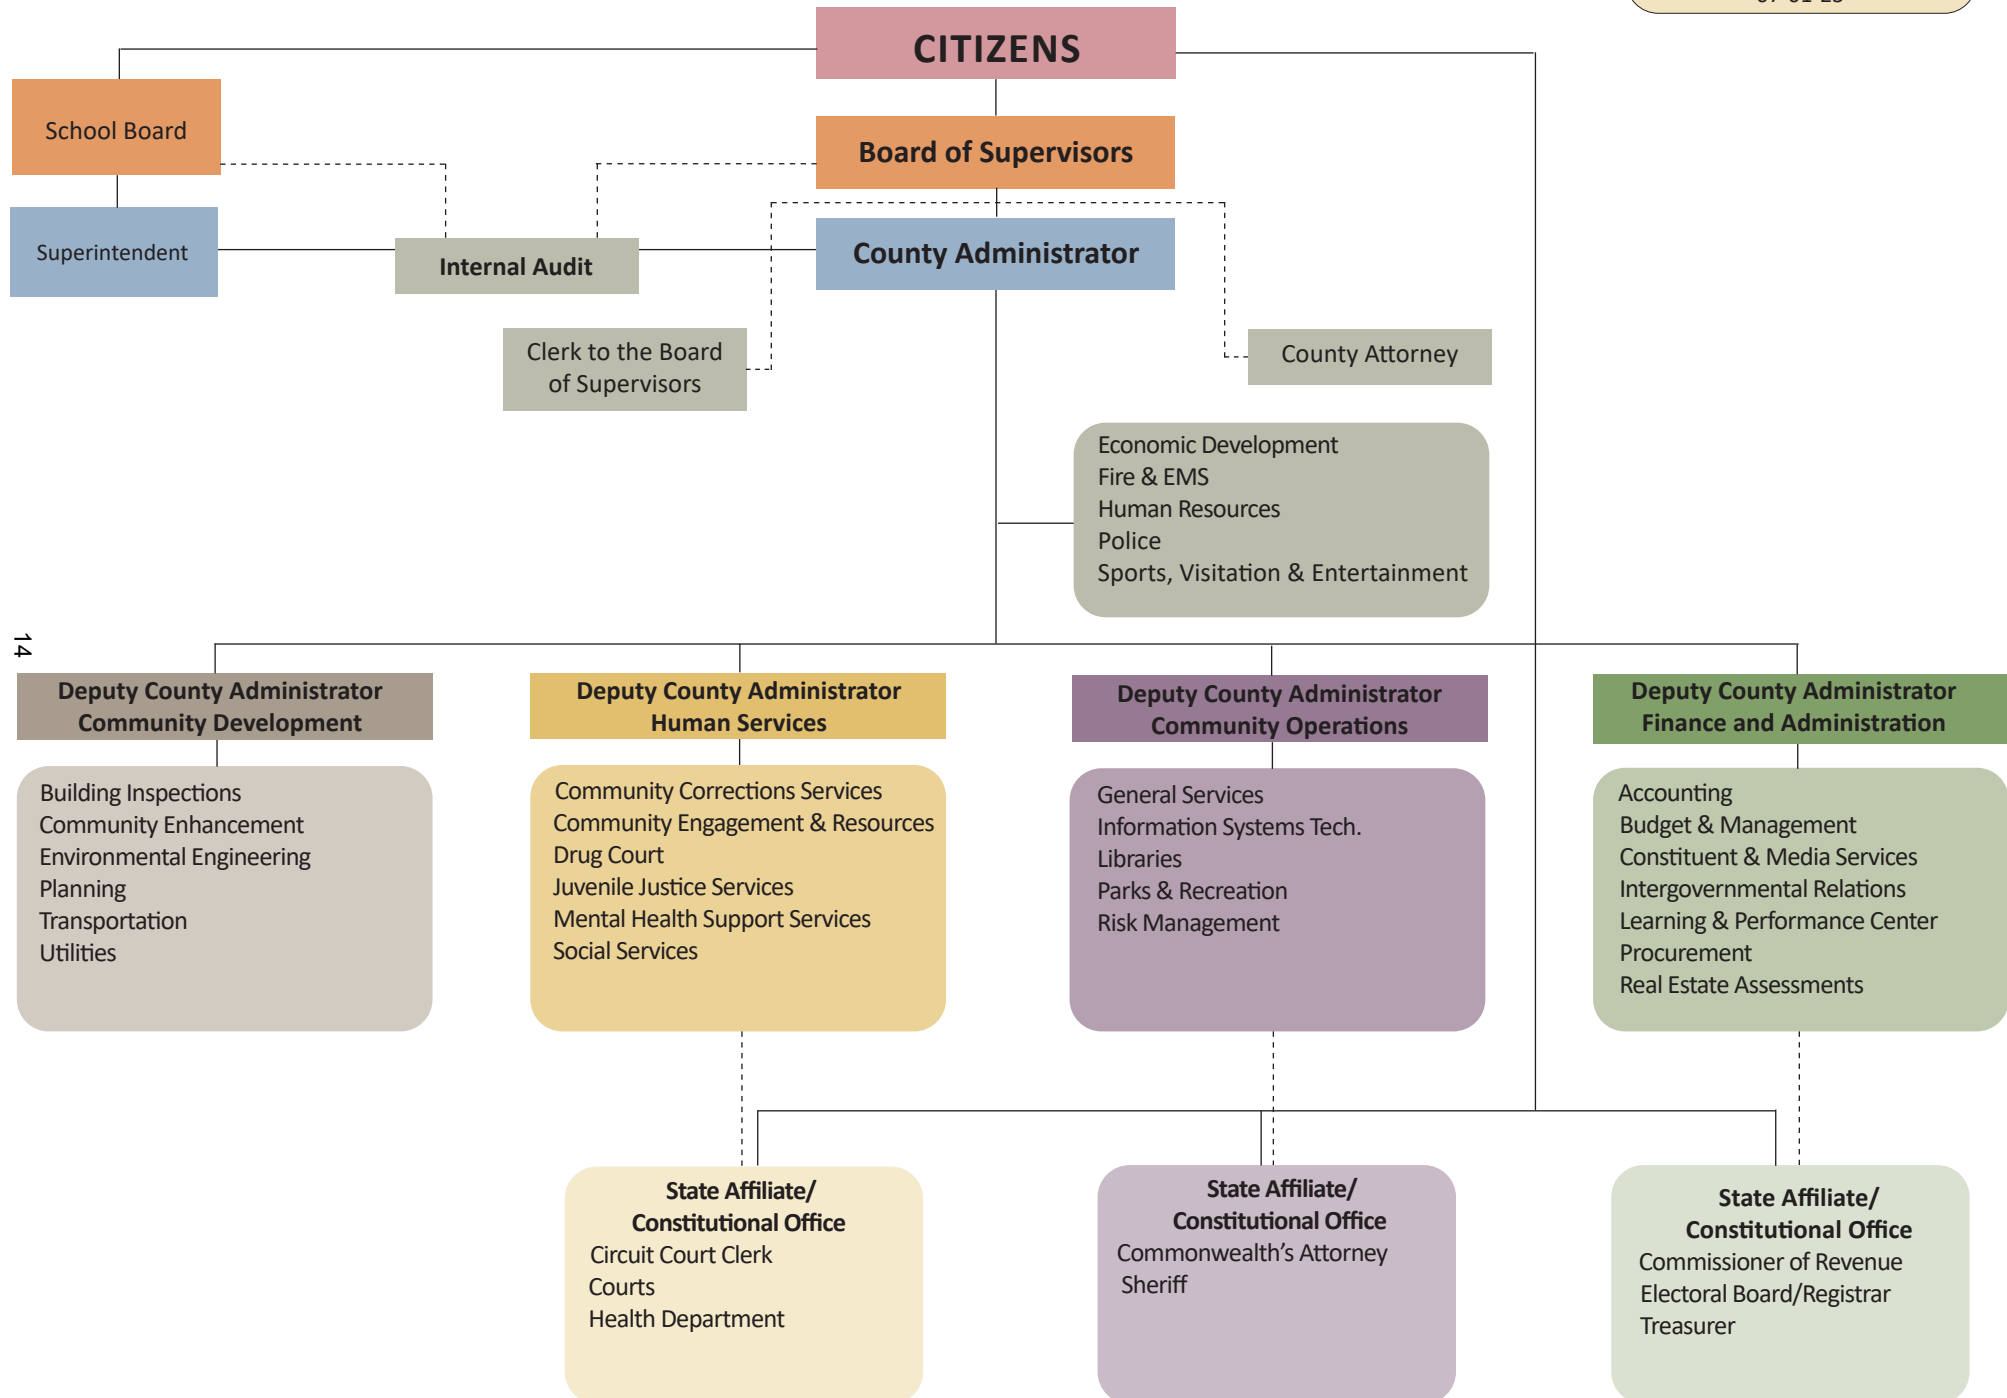 CITIZENS
School Board
Board of Supervisors
Superintendent
Internal Audit
County Administrator
Clerk to the Board
of Supervisors
County Attorney
Economic Development
Fire & EMS
Human Resources
Police
Sports, Visitation & Entertainment
14
Deputy County Administrator
Community Development
Building Inspections
Community Enhancement
Environmental Engineering
Planning
Transportation
Utilities
Deputy County Administrator
Human Services
Community Corrections Services
Community Engagement & Resources
Drug Court
Juvenile Justice Services
Mental Health Support Services
Social Services
Deputy County Administrator
Community Operations
General Services
Information Systems Tech.
Libraries
Parks & Recreation
Risk Management
Deputy County Administrator
Finance and Administration
Accounting
Budget & Management
Constituent & Media Services
Intergovernmental Relations
Learning & Performance Center
Procurement
Real Estate Assessments
State Affiliate/
Constitutional Office
Circuit Court Clerk
Courts
Health Department
State Affiliate/
Constitutional Office
Commonwealth’s Attorney
Sheriff
State Affiliate/
Constitutional Office
Commissioner of Revenue
Electoral Board/Registrar
Treasurer